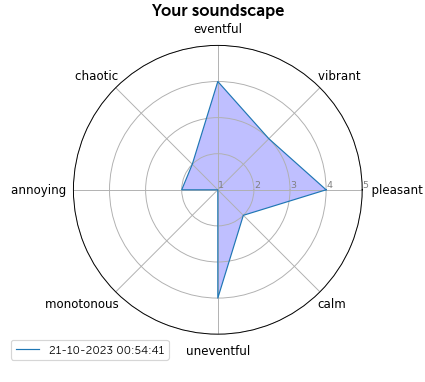 Your soundscape
eventful
chaotic
vibrant
annoying
1 2 3 4 5
pleasant
monotonous
calm
21-10-2023 00:54:41
uneventful